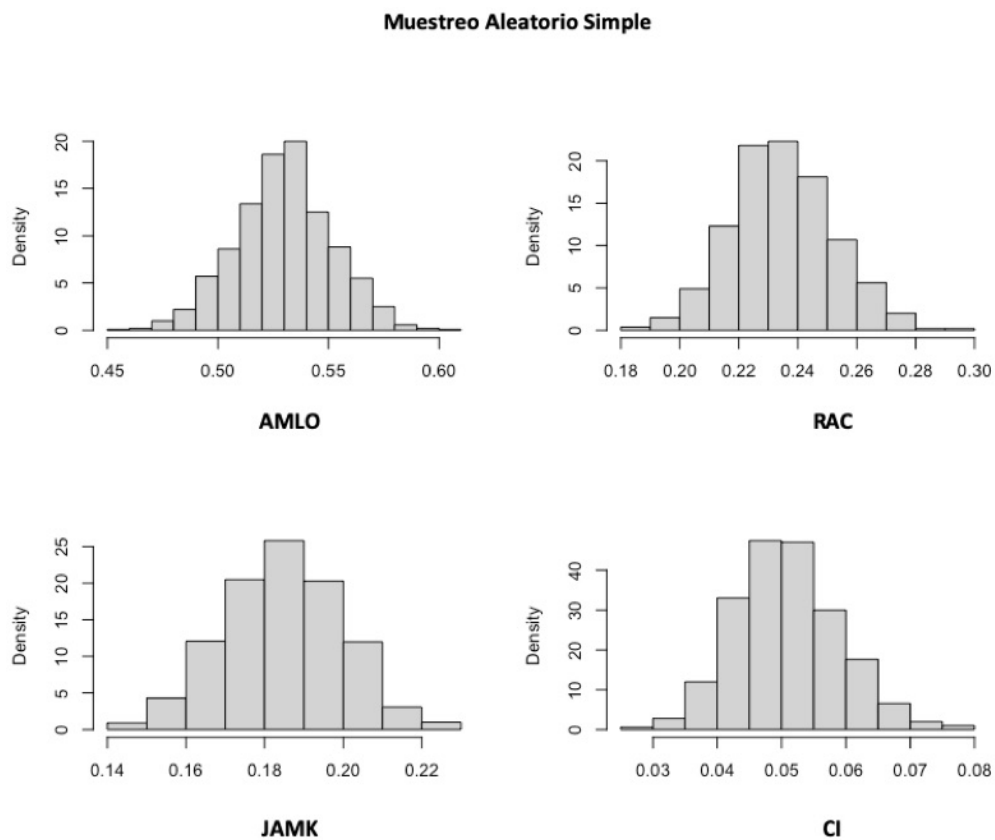 Muestreo Aleatorio Simple
Density
0 5 10 15 20
0.45 0.50 0.55 0.60
AMLO
Density
0 5 10 15 20
0.18 0.20 0.22 0.24 0.26 0.28 0.30
RAC
Density
0 5 10 15 20 25
0.14 0.16 0.18 0.20 0.22
JAMK
Density
0 10 20 30 40
0.03 0.04 0.05 0.06 0.07 0.08
CI